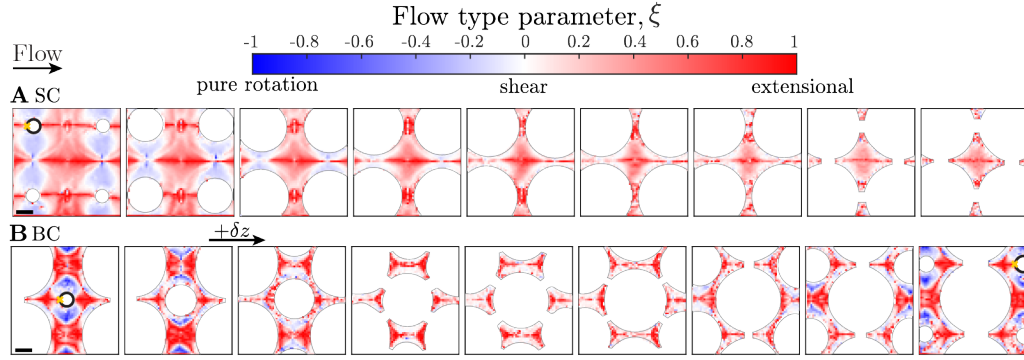 Flow type parameter, ξ
-1 -0.8 -0.6 -0.4 -0.2 0 0.2 0.4 0.6 0.8 1
Flow
pure rotation shear extensional
A SC
B BC +δz